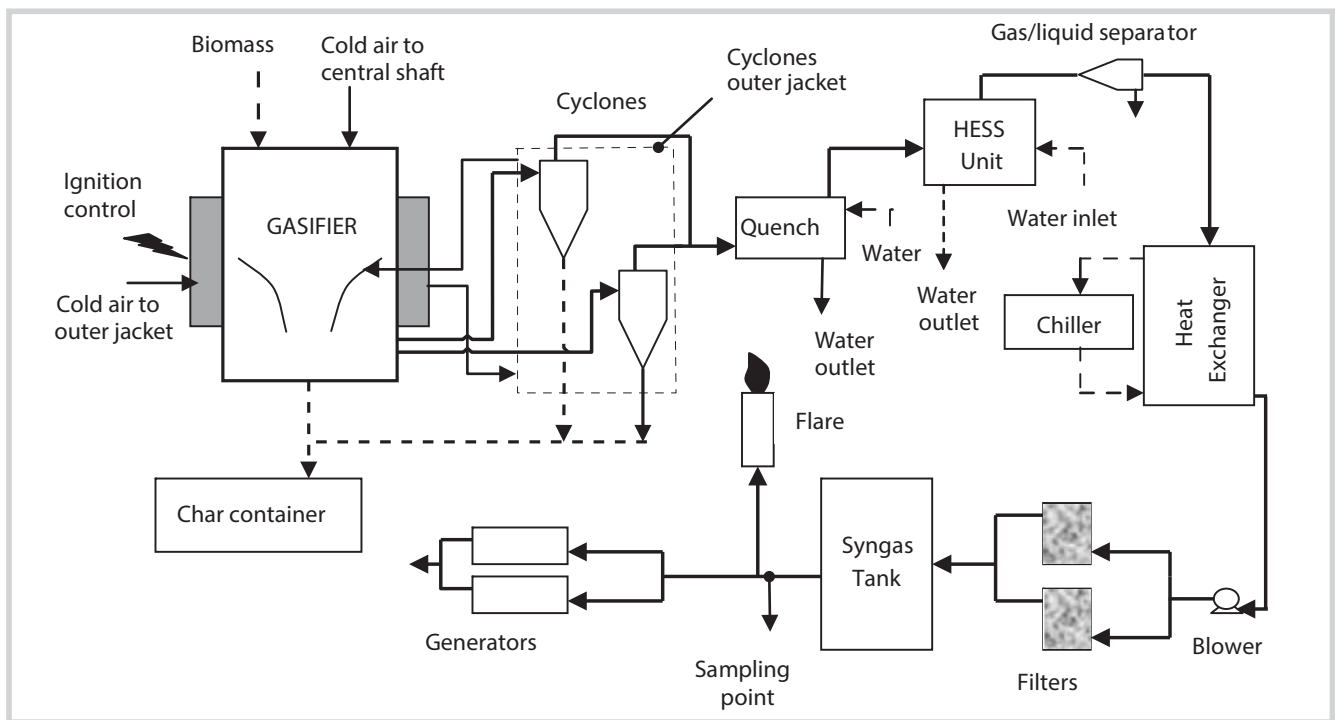 Biomass
Cold air to
central shaft
Cyclones
Cyclones
outer jacket
Gas/liquid separator
HESS
Unit
Ignition
control
GASIFIER
Cold air to
outer jacket
Quench
Water
Water inlet
Water
outlet
Water
outlet
Chiller
Heat
Exchanger
Flare
Char container
Syngas
Tank
Generators
Sampling
point
Filters
Blower